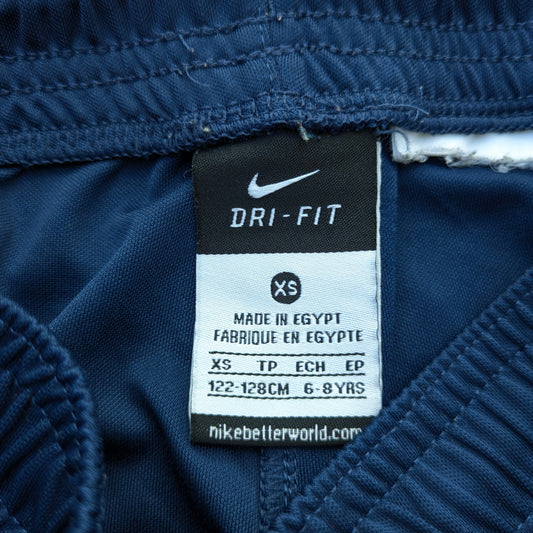 DRI-FIT
XS
MADE IN EGYPT
FABRIQUE EN EGYPTE
XS TP ECH EP
122-128CM 6-8YRS
nikebetterworld.com